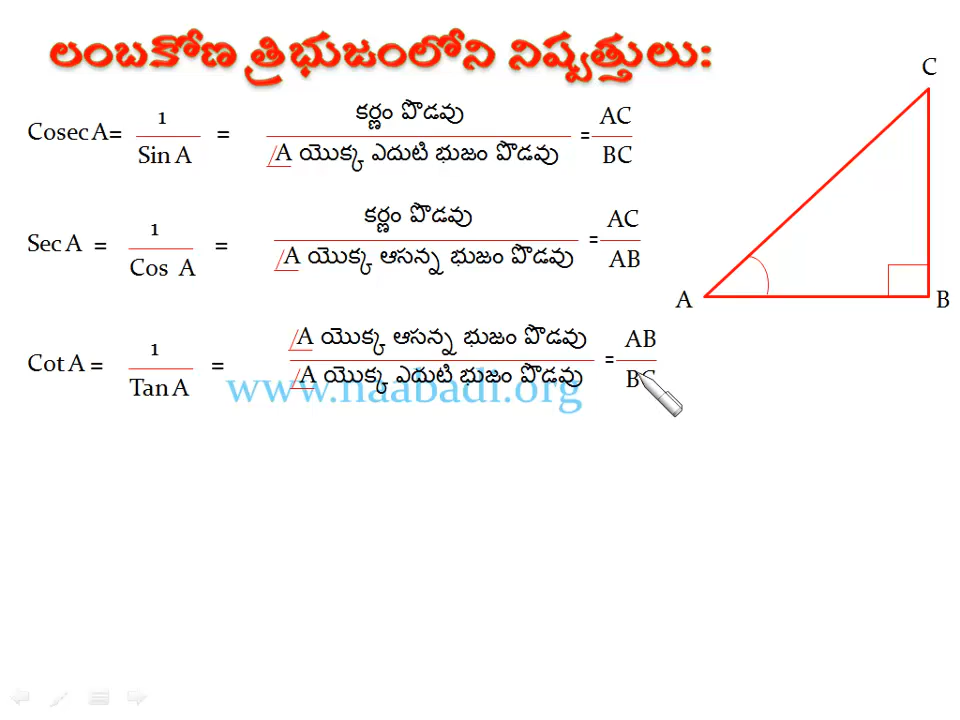 లంబకోణ త్రిభుజంలోని నిష్పత్తులు:
Cosec A = 1 / Sin A = కర్ణం పొడవు / ∠A యొక్క ఎదుటి భుజం పొడవు = AC / BC
Sec A = 1 / Cos A = కర్ణం పొడవు / ∠A యొక్క ఆసన్న భుజం పొడవు = AC / AB
Cot A = 1 / Tan A = ∠A యొక్క ఆసన్న భుజం పొడవు / ∠A యొక్క ఎదుటి భుజం పొడవు = AB / BC
www.naabadi.org
C
A
B